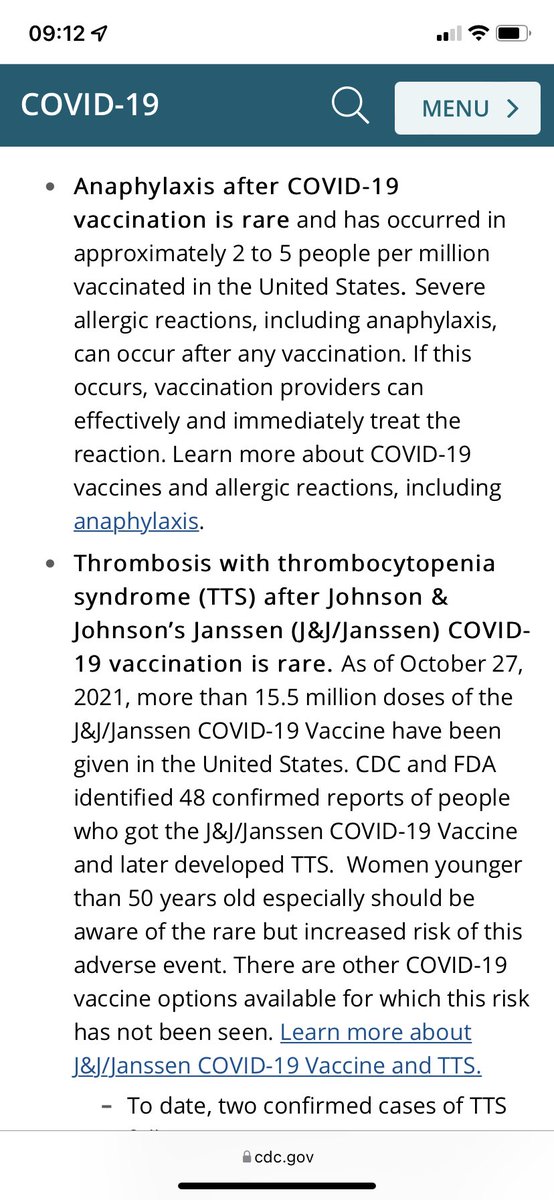 09:12
COVID-19
MENU
• Anaphylaxis after COVID-19
vaccination is rare and has occurred in
approximately 2 to 5 people per million
vaccinated in the United States. Severe
allergic reactions, including anaphylaxis,
can occur after any vaccination. If this
occurs, vaccination providers can
effectively and immediately treat the
reaction. Learn more about COVID-19
vaccines and allergic reactions, including
anaphylaxis.
• Thrombosis with thrombocytopenia
syndrome (TTS) after Johnson &
Johnson’s Janssen (J&J/Janssen) COVID-
19 vaccination is rare. As of October 27,
2021, more than 15.5 million doses of the
J&J/Janssen COVID-19 Vaccine have been
given in the United States. CDC and FDA
identified 48 confirmed reports of people
who got the J&J/Janssen COVID-19 Vaccine
and later developed TTS. Women younger
than 50 years old especially should be
aware of the rare but increased risk of this
adverse event. There are other COVID-19
vaccine options available for which this risk
has not been seen. Learn more about
J&J/Janssen COVID-19 Vaccine and TTS.
– To date, two confirmed cases of TTS
cdc.gov